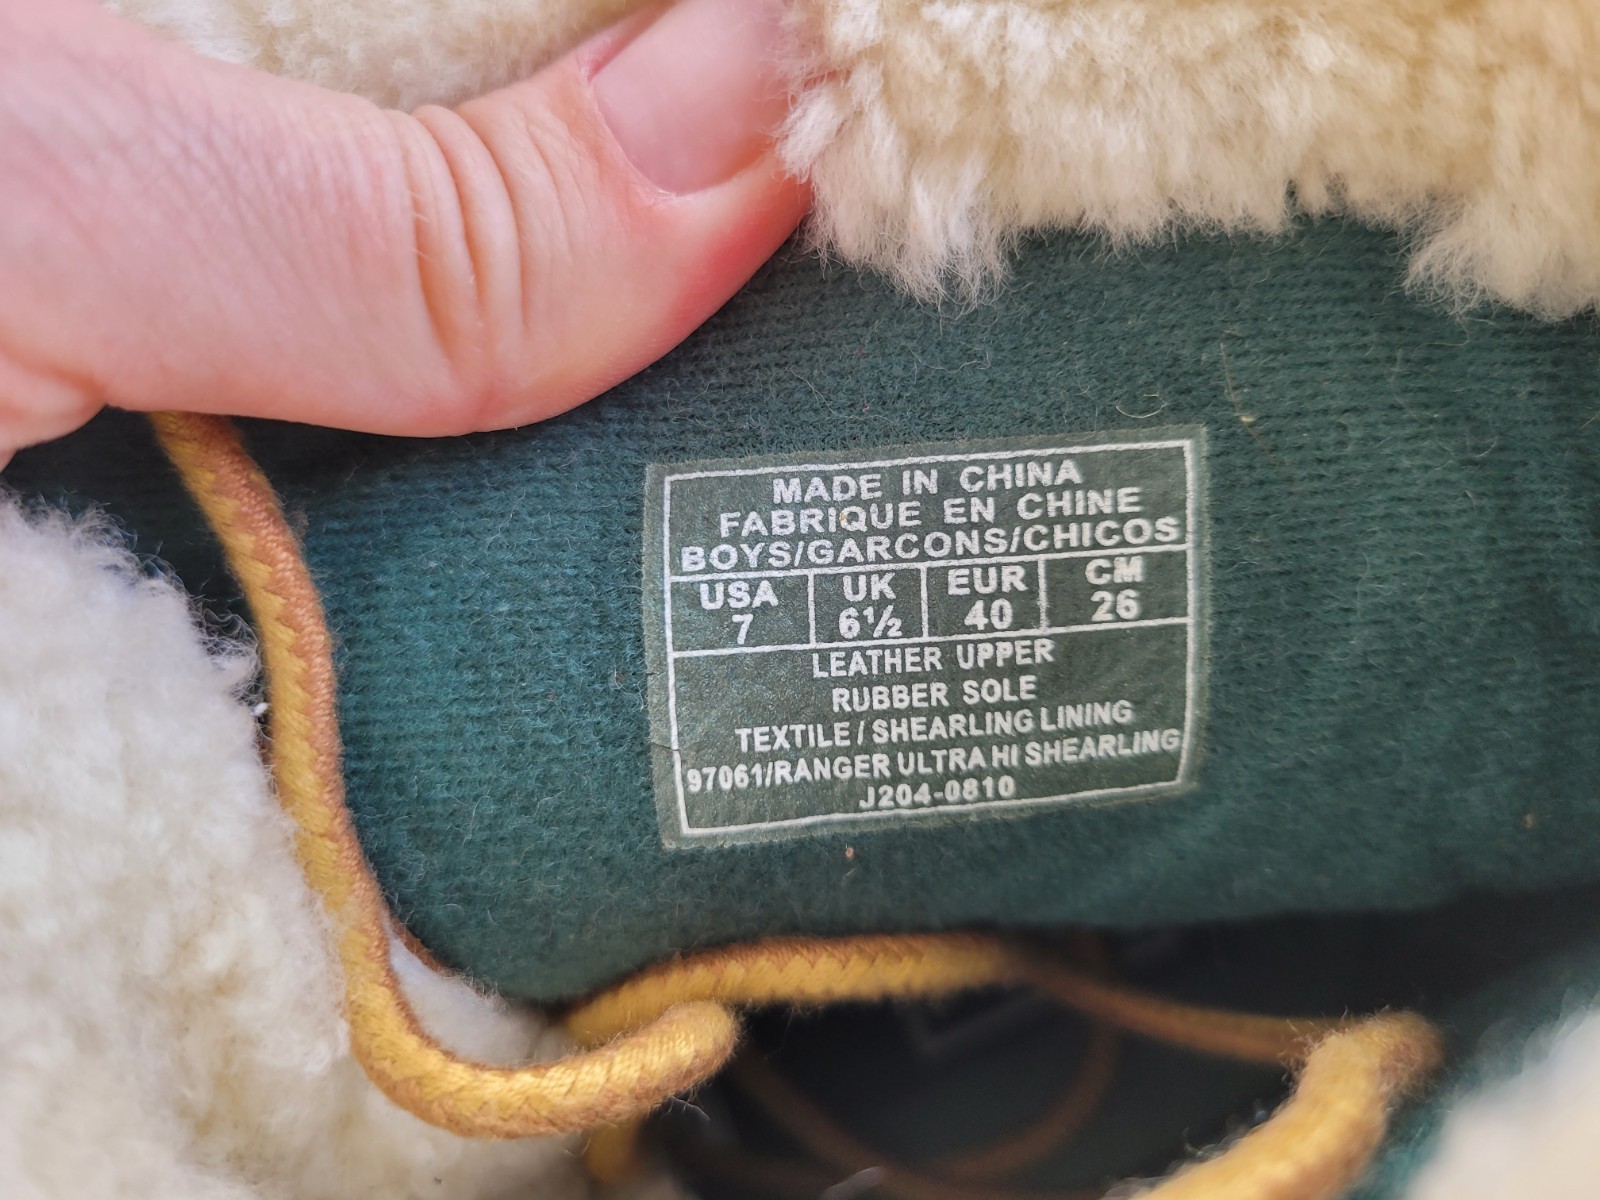 MADE IN CHINA
FABRIQUE EN CHINE
BOYS/GARCONS/CHICOS
USA UK EUR CM
7 6½ 40 26
LEATHER UPPER
RUBBER SOLE
TEXTILE / SHEARLING LINING
97061/RANGER ULTRA HI SHEARLING
J204-0810